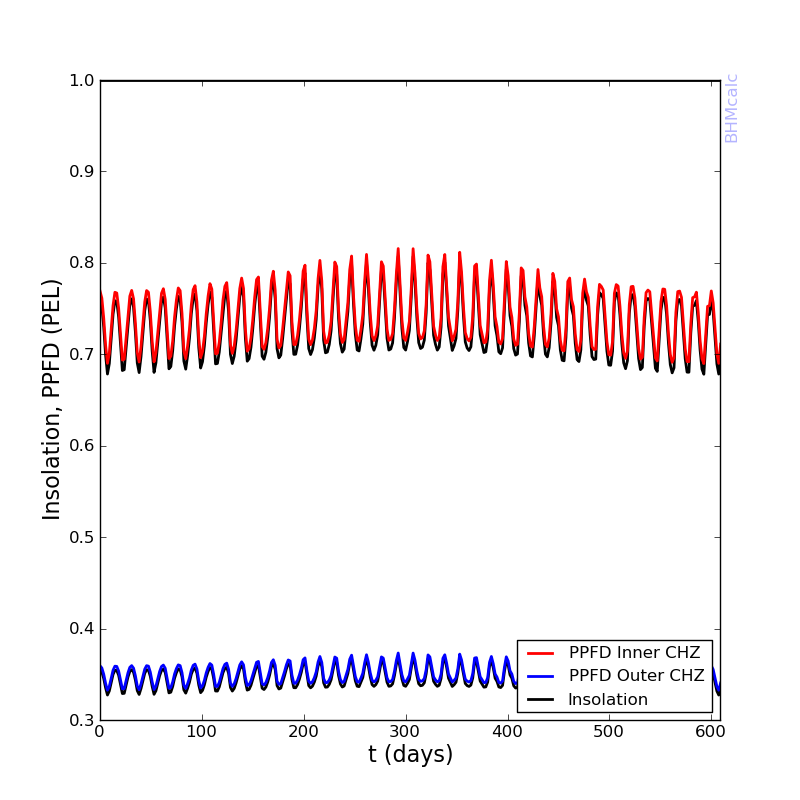 1.0
0.9
0.8
0.7
0.6
0.5
0.4
0.3
Insolation, PPFD (PEL)
BHMcalc
PPFD Inner CHZ
PPFD Outer CHZ
Insolation
0 100 200 300 400 500 600
t (days)